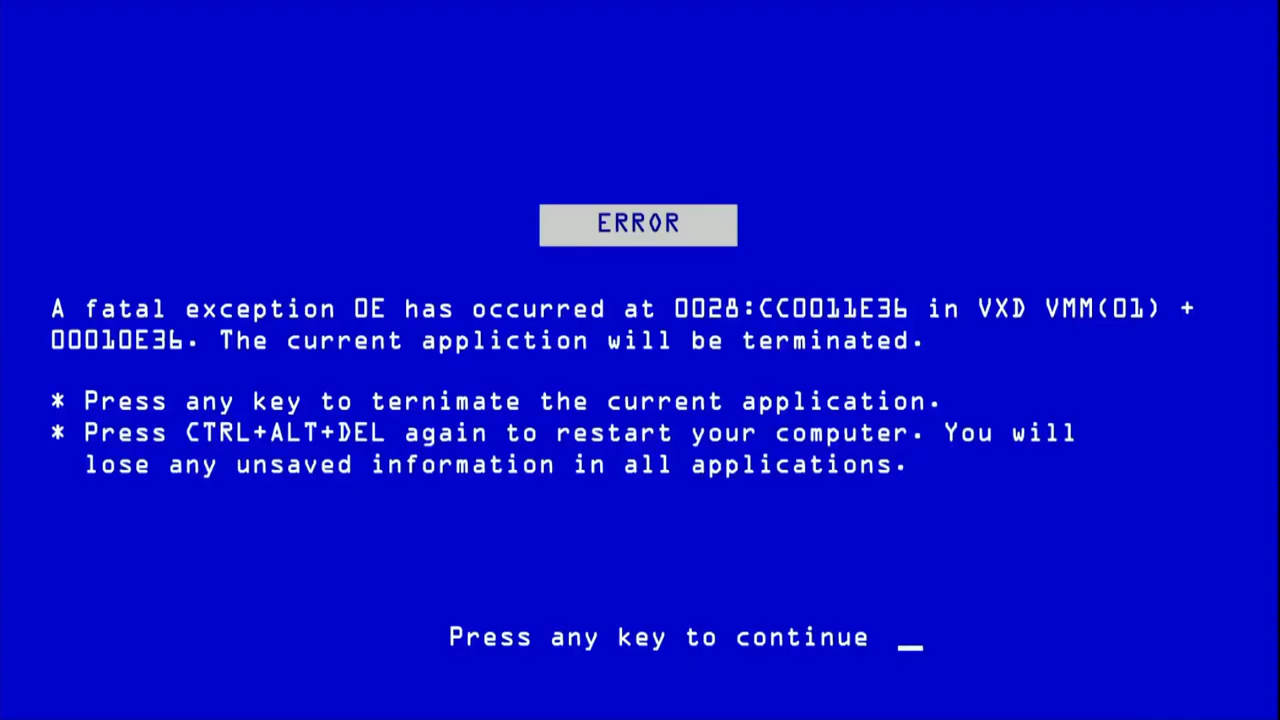 ERROR
A fatal exception OE has occurred at 0028:CC0011E36 in VXD VMM(01) +
00010E36. The current appliction will be terminated.
* Press any key to ternimate the current application.
* Press CTRL+ALT+DEL again to restart your computer. You will
lose any unsaved information in all applications.
Press any key to continue _